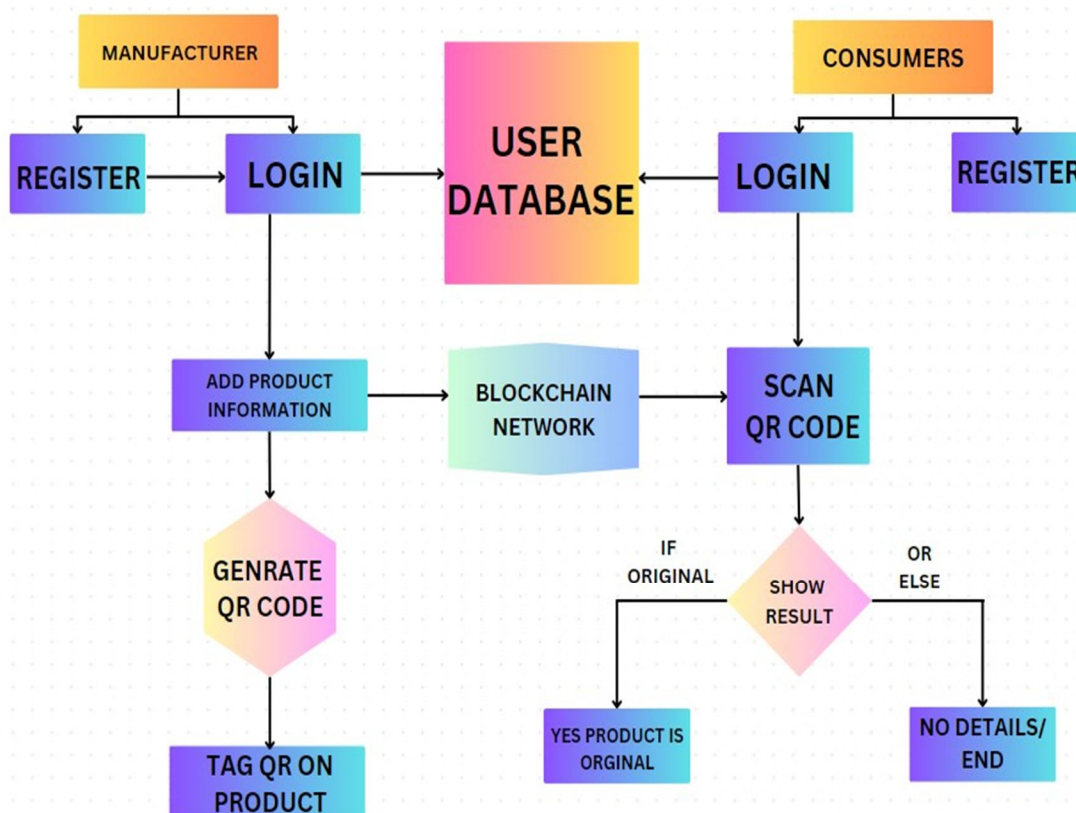 MANUFACTURER
CONSUMERS
REGISTER
LOGIN
USER
DATABASE
LOGIN
REGISTER
ADD PRODUCT
INFORMATION
BLOCKCHAIN
NETWORK
SCAN
QR CODE
GENRATE
QR CODE
IF
ORIGINAL
SHOW
RESULT
OR
ELSE
TAG QR ON
PRODUCT
YES PRODUCT IS
ORGINAL
NO DETAILS/
END